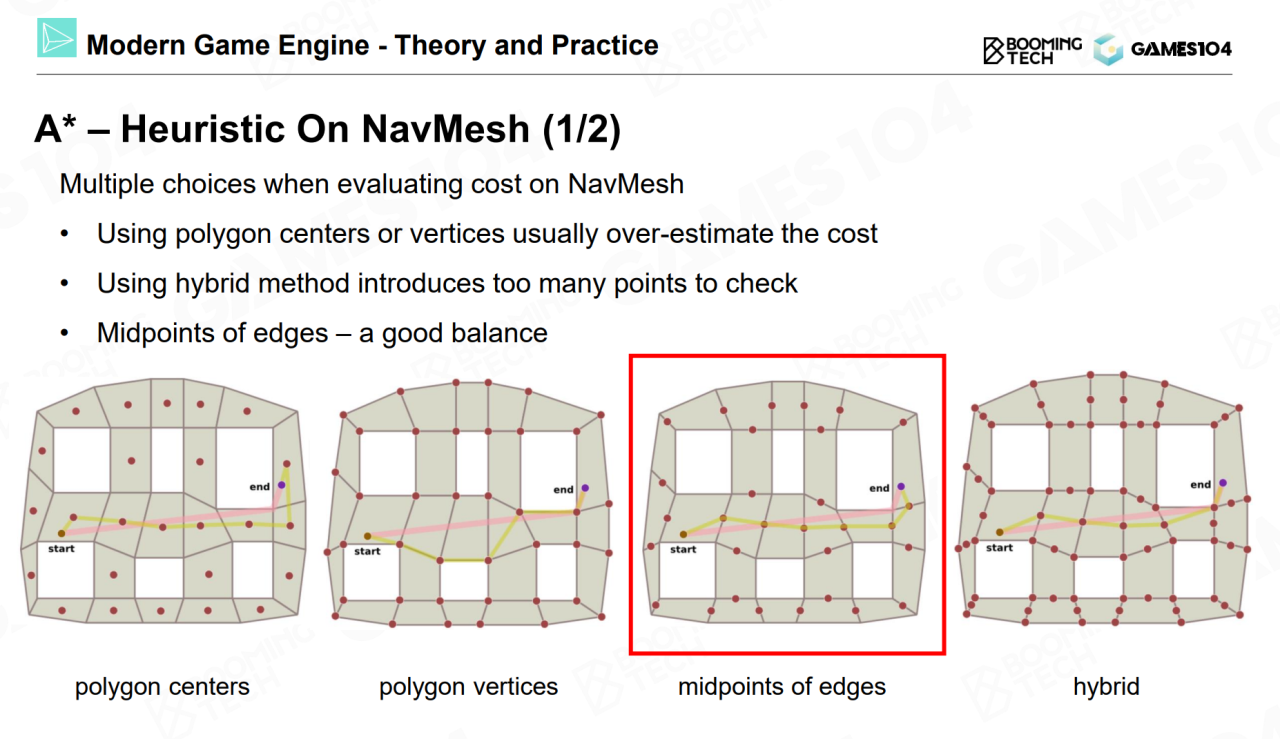 Modern Game Engine - Theory and Practice
BOOMING
TECH
GAMES104
A* – Heuristic On NavMesh (1/2)
Multiple choices when evaluating cost on NavMesh
• Using polygon centers or vertices usually over-estimate the cost
• Using hybrid method introduces too many points to check
• Midpoints of edges – a good balance
end
start
end
start
end
start
end
start
polygon centers
polygon vertices
midpoints of edges
hybrid